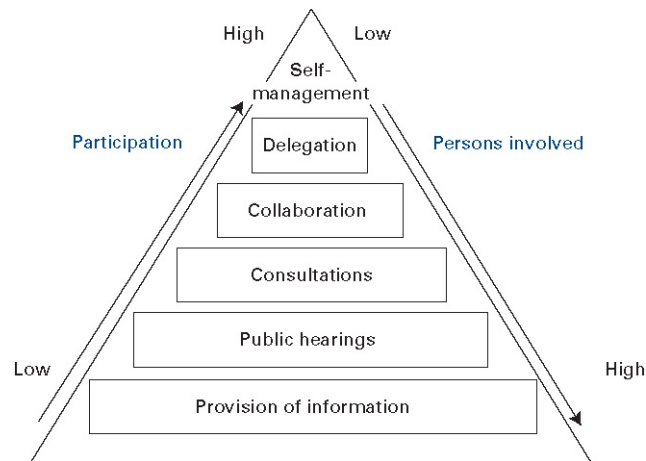 High
Low
Self-
management
Participation
Delegation
Persons involved
Collaboration
Consultations
Public hearings
Low
High
Provision of information